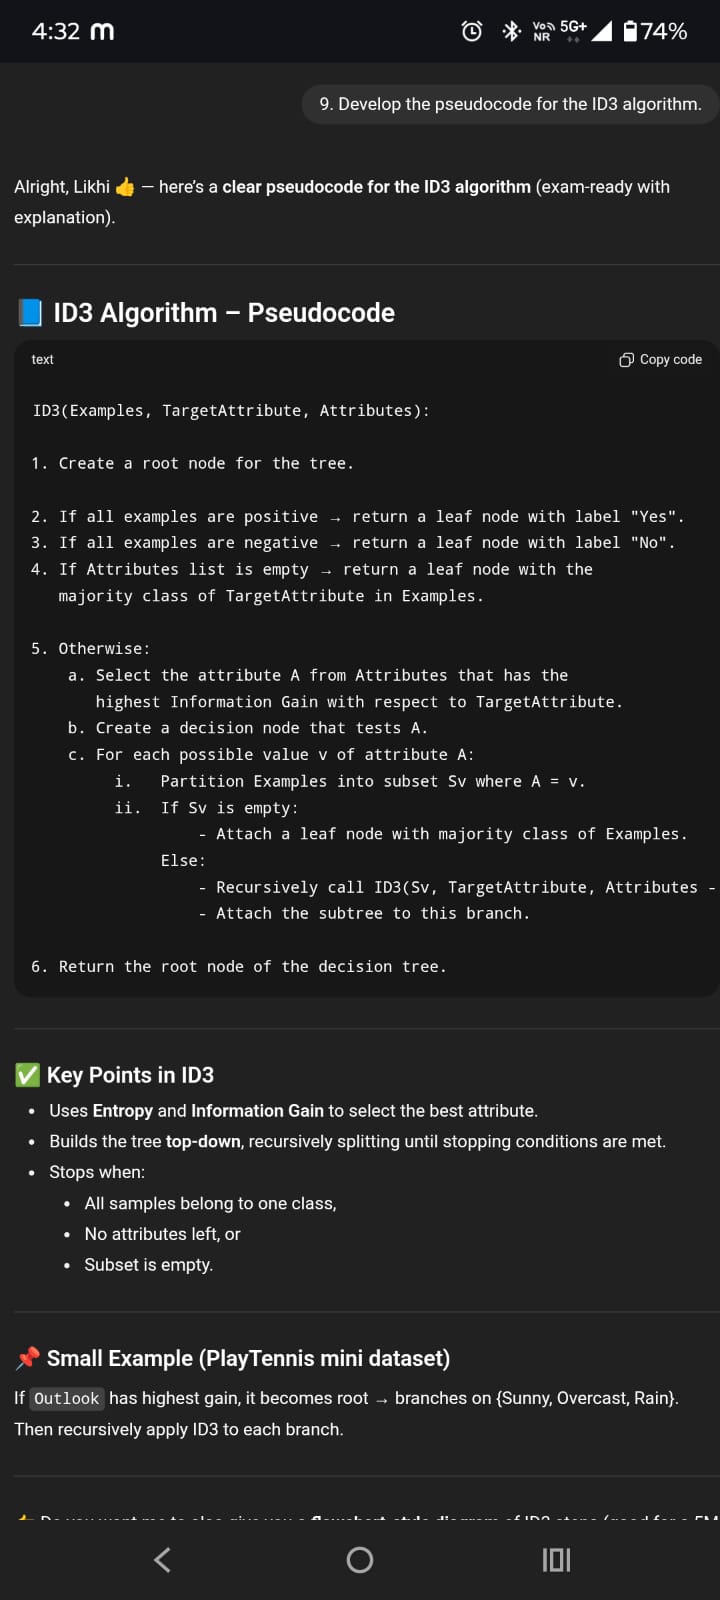 4:32 m Vo NR 5G+ 74%
9. Develop the pseudocode for the ID3 algorithm.
Alright, Likhi 👍 — here's a clear pseudocode for the ID3 algorithm (exam-ready with
explanation).
📘 ID3 Algorithm – Pseudocode
text Copy code
ID3(Examples, TargetAttribute, Attributes):
1. Create a root node for the tree.
2. If all examples are positive → return a leaf node with label "Yes".
3. If all examples are negative → return a leaf node with label "No".
4. If Attributes list is empty → return a leaf node with the
majority class of TargetAttribute in Examples.
5. Otherwise:
a. Select the attribute A from Attributes that has the
highest Information Gain with respect to TargetAttribute.
b. Create a decision node that tests A.
c. For each possible value v of attribute A:
i. Partition Examples into subset Sv where A = v.
ii. If Sv is empty:
- Attach a leaf node with majority class of Examples.
Else:
- Recursively call ID3(Sv, TargetAttribute, Attributes -
- Attach the subtree to this branch.
6. Return the root node of the decision tree.
✅ Key Points in ID3
• Uses Entropy and Information Gain to select the best attribute.
• Builds the tree top-down, recursively splitting until stopping conditions are met.
• Stops when:
• All samples belong to one class,
• No attributes left, or
• Subset is empty.
📌 Small Example (PlayTennis mini dataset)
If Outlook has highest gain, it becomes root → branches on {Sunny, Overcast, Rain}.
Then recursively apply ID3 to each branch.